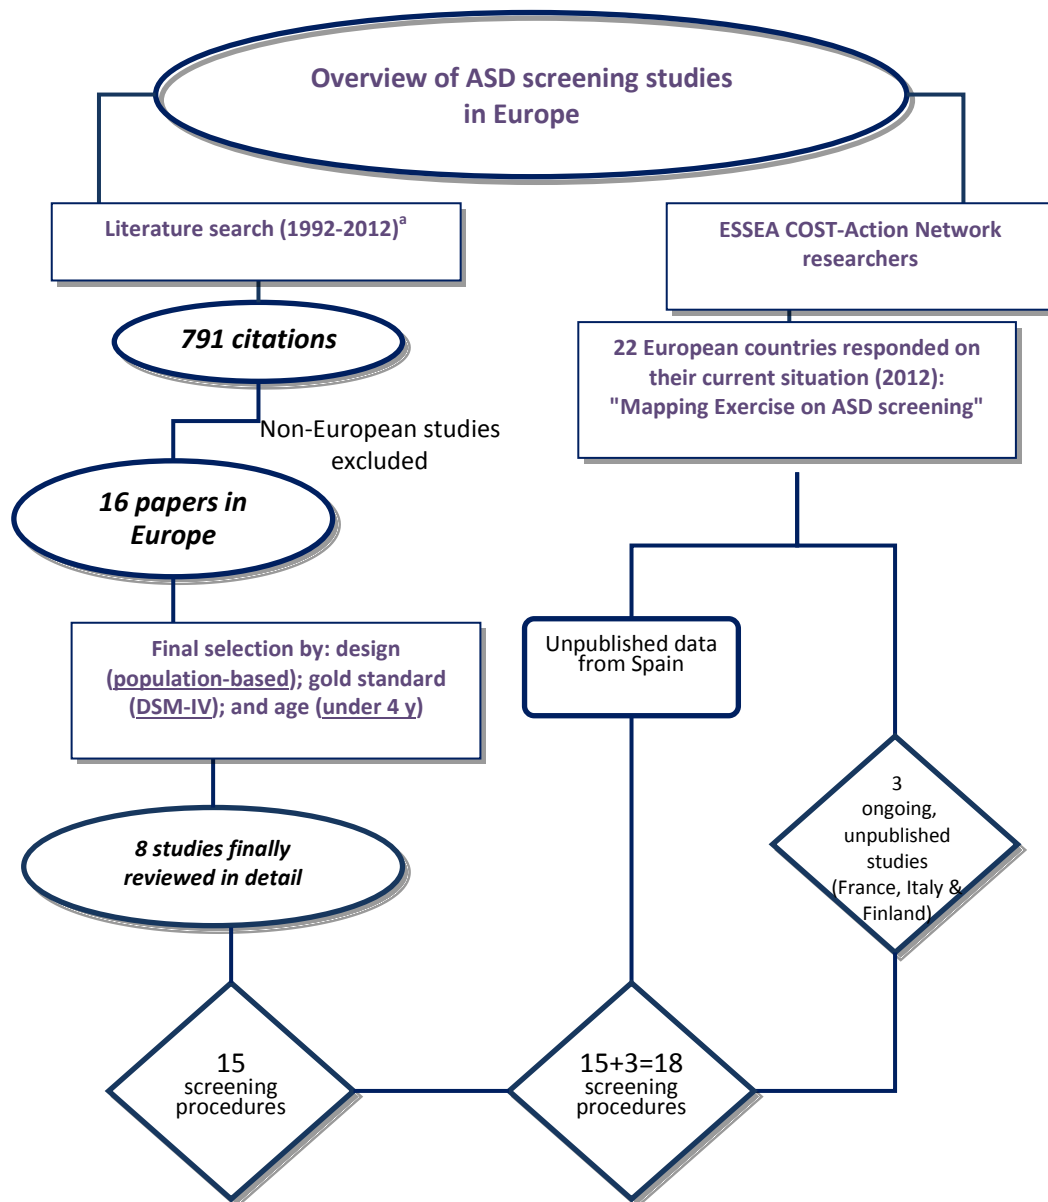 Overview of ASD screening studies
in Europe
Literature search (1992-2012)ᵃ
791 citations
Non-European studies
excluded
16 papers in
Europe
Final selection by: design
(population-based); gold standard
(DSM-IV); and age (under 4 y)
8 studies finally
reviewed in detail
15
screening
procedures
ESSEA COST-Action Network
researchers
22 European countries responded on
their current situation (2012):
"Mapping Exercise on ASD screening"
Unpublished data
from Spain
3
ongoing,
unpublished
studies
(France, Italy &
Finland)
15+3=18
screening
procedures